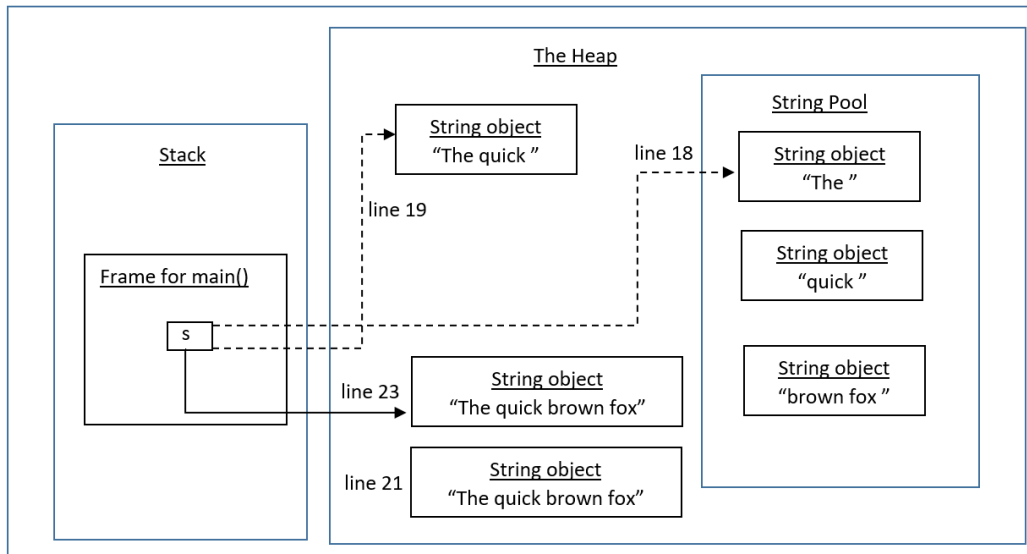 The Heap
String Pool
String object
“The quick ”
line 18
String object
“The ”
Stack
line 19
String object
“quick ”
Frame for main()
s
String object
“brown fox ”
line 23
String object
“The quick brown fox”
line 21
String object
“The quick brown fox”